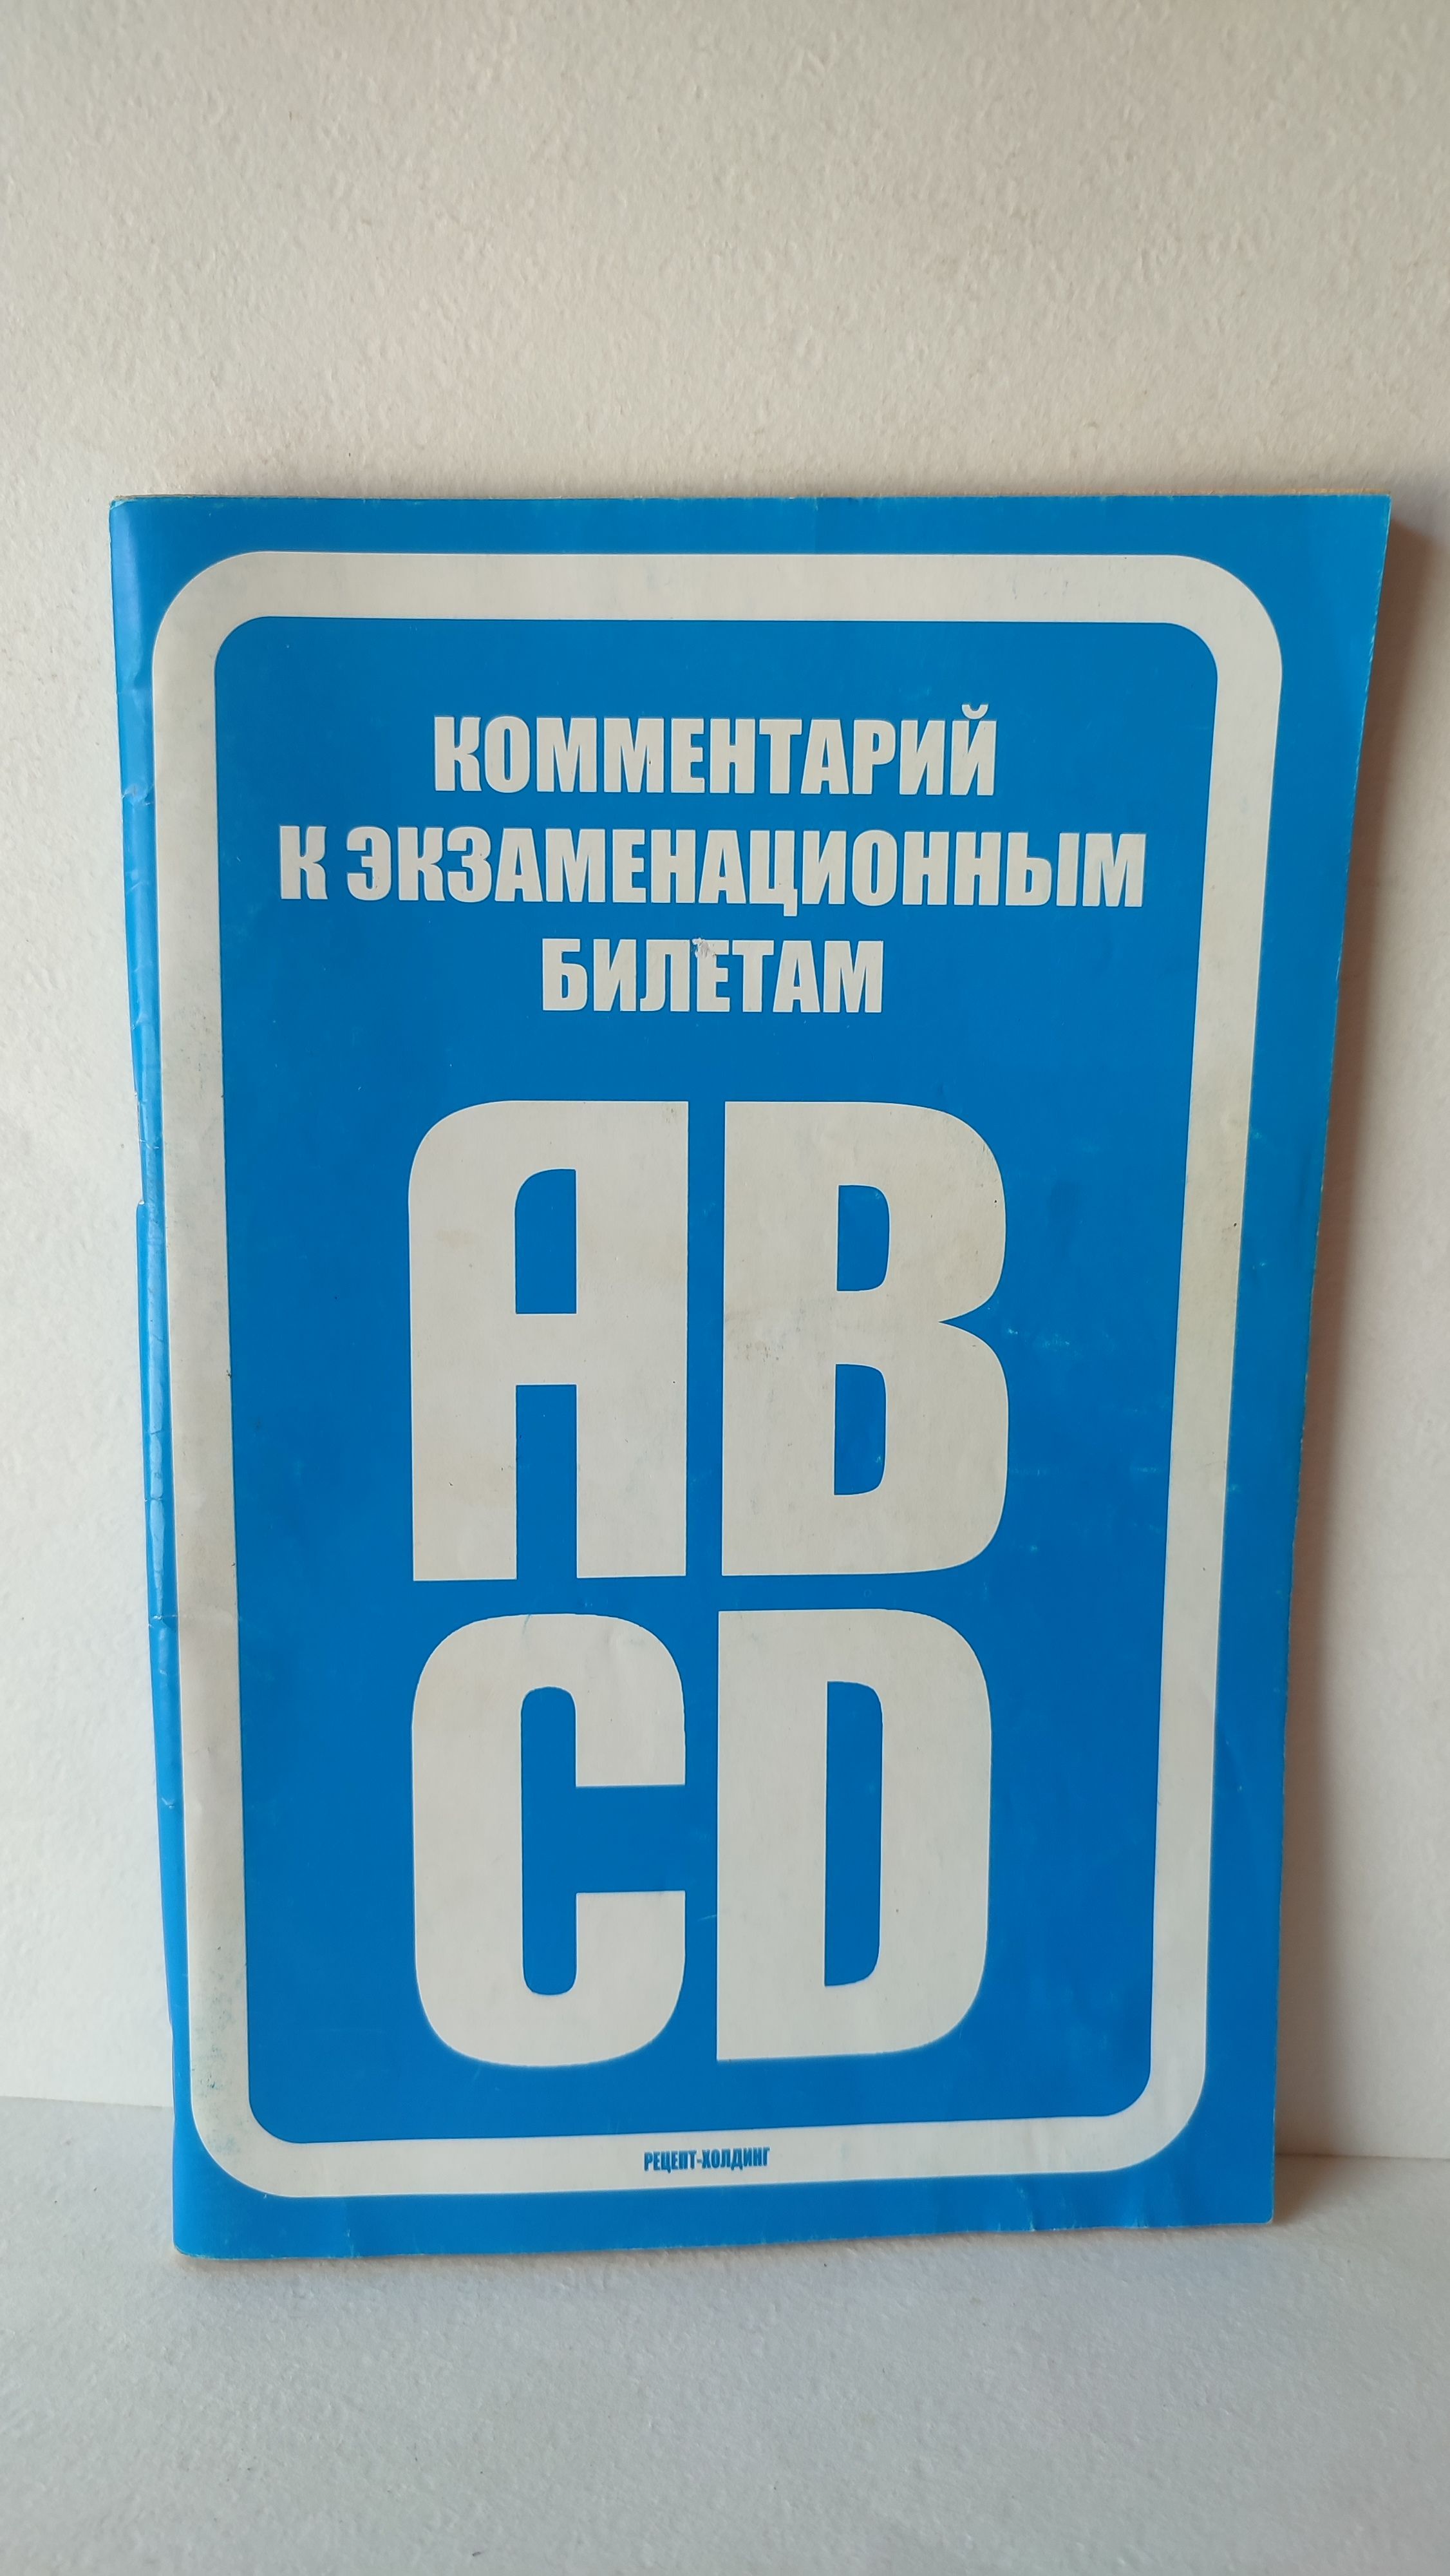 КОММЕНТАРИЙ
К ЭКЗАМЕНАЦИОННЫМ
БИЛЕТАМ
AB
CD
РЕЦЕПТ-ХОЛДИНГ